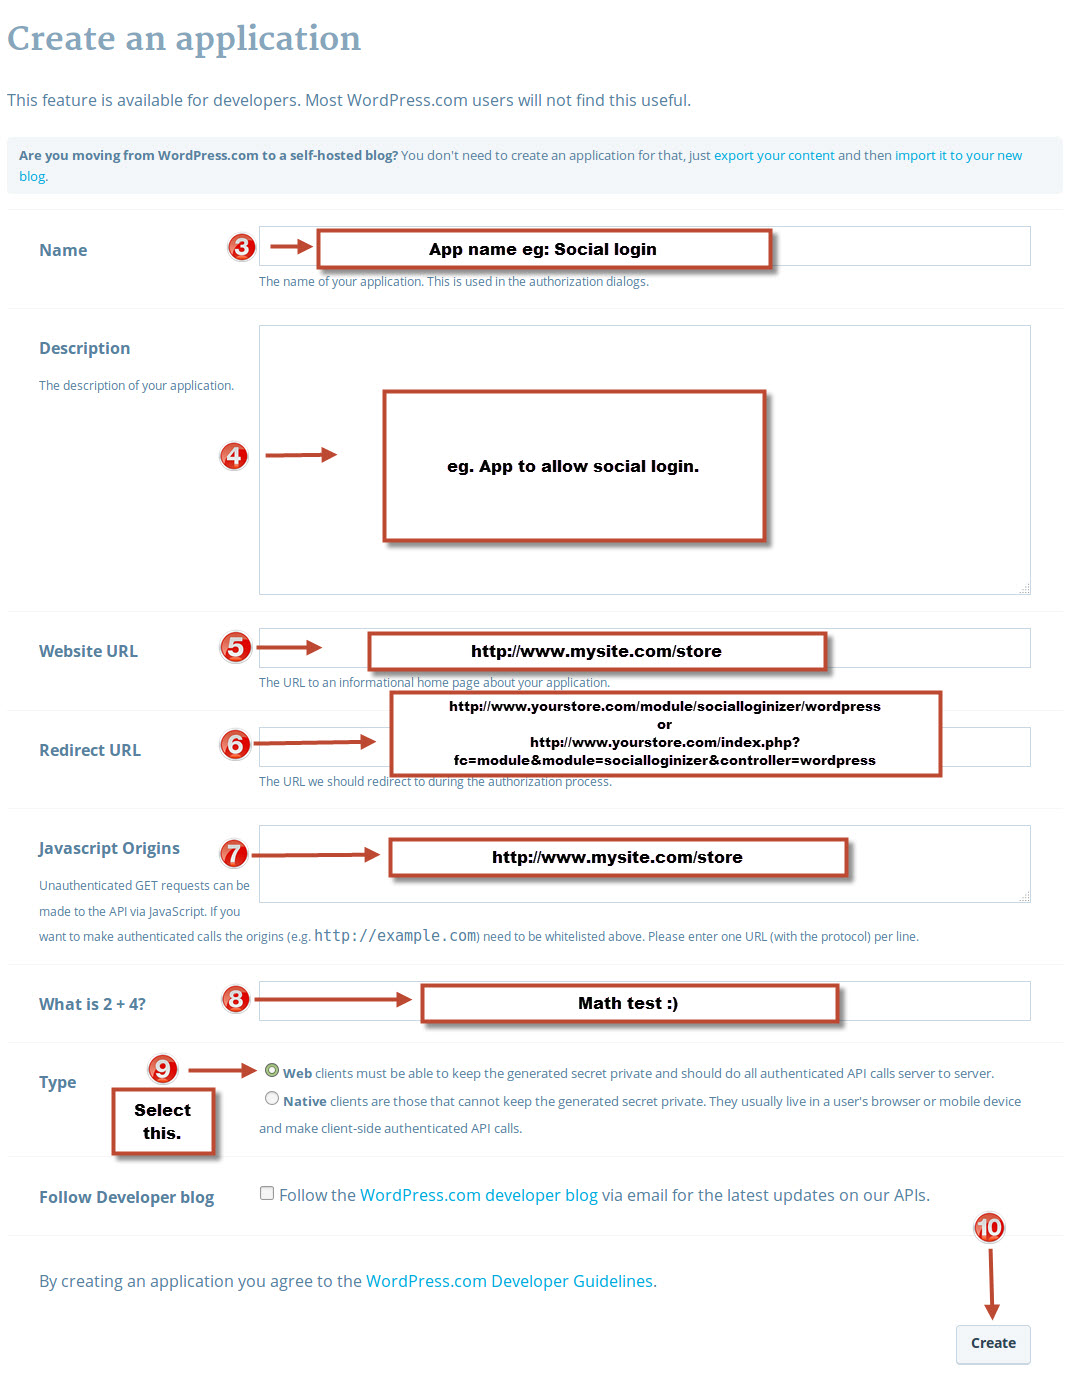 Create an application
This feature is available for developers. Most WordPress.com users will not find this useful.
Are you moving from WordPress.com to a self-hosted blog? You don't need to create an application for that, just export your content and then import it to your new
blog.
Name
3
App name eg: Social login
The name of your application. This is used in the authorization dialogs.
Description
The description of your application.
4
eg. App to allow social login.
Website URL
5
http://www.mysite.com/store
The URL to an informational home page about your application.
Redirect URL
6
http://www.yourstore.com/module/socialloginizer/wordpress
or
http://www.yourstore.com/index.php?
fc=module&module=socialloginizer&controller=wordpress
The URL we should redirect to during the authorization process.
Javascript Origins
7
http://www.mysite.com/store
Unauthenticated GET requests can be
made to the API via JavaScript. If you
want to make authenticated calls the origins (e.g. http://example.com) need to be whitelisted above. Please enter one URL (with the protocol) per line.
What is 2 + 4?
8
Math test :)
Type
9
Select
this.
Web clients must be able to keep the generated secret private and should do all authenticated API calls server to server.
Native clients are those that cannot keep the generated secret private. They usually live in a user's browser or mobile device
and make client-side authenticated API calls.
Follow Developer blog
Follow the WordPress.com developer blog via email for the latest updates on our APIs.
10
By creating an application you agree to the WordPress.com Developer Guidelines.
Create